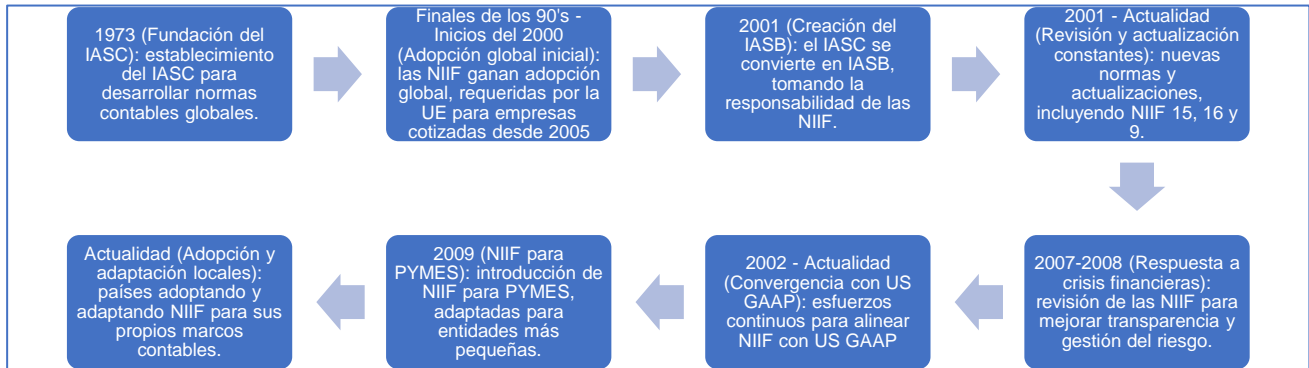 1973 (Fundación del
IASC): establecimiento
del IASC para
desarrollar normas
contables globales.
Finales de los 90's -
Inicios del 2000
(Adopción global inicial):
las NIIF ganan adopción
global, requeridas por la
UE para empresas
cotizadas desde 2005
2001 (Creación del
IASB): el IASC se
convierte en IASB,
tomando la
responsabilidad de las
NIIF.
2001 - Actualidad
(Revisión y actualización
constantes): nuevas
normas y
actualizaciones,
incluyendo NIIF 15, 16 y
9.
2007-2008 (Respuesta a
crisis financieras):
revisión de las NIIF para
mejorar transparencia y
gestión del riesgo.
2002 - Actualidad
(Convergencia con US
GAAP): esfuerzos
continuos para alinear
NIIF con US GAAP
2009 (NIIF para
PYMES): introducción de
NIIF para PYMES,
adaptadas para
entidades más
pequeñas.
Actualidad (Adopción y
adaptación locales):
países adoptando y
adaptando NIIF para sus
propios marcos
contables.